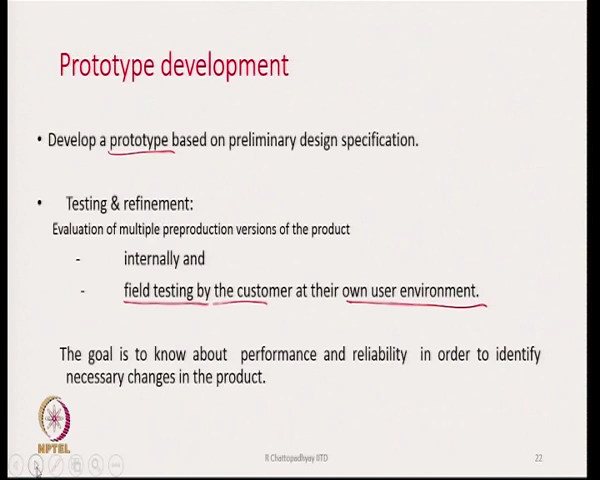 Prototype development
• Develop a prototype based on preliminary design specification.
• Testing & refinement:
Evaluation of multiple preproduction versions of the product
- internally and
- field testing by the customer at their own user environment.
The goal is to know about performance and reliability in order to identify
necessary changes in the product.
NPTEL
R Chattopadhyay IITD
22